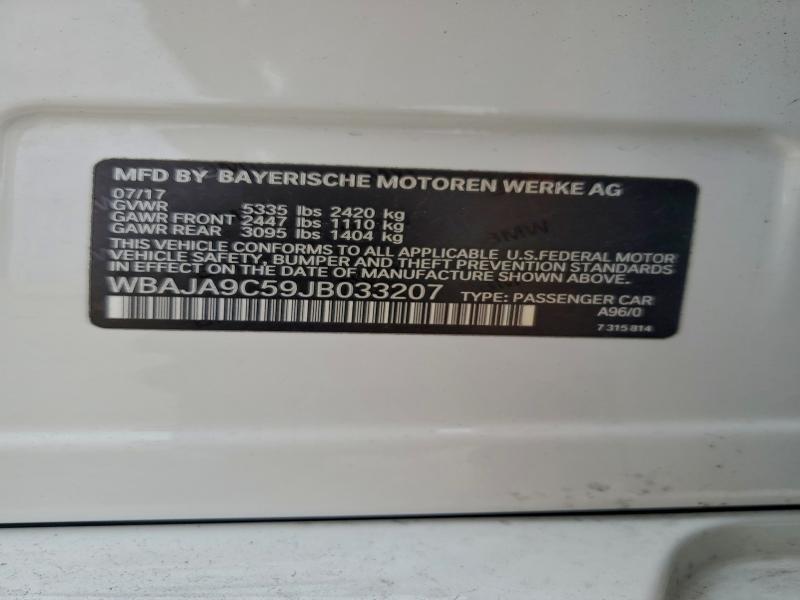 MFD BY BAYERISCHE MOTOREN WERKE AG
07/17
GVWR 5335 lbs 2420 kg
GAWR FRONT 2447 lbs 1110 kg
GAWR REAR 3095 lbs 1404 kg
THIS VEHICLE CONFORMS TO ALL APPLICABLE U.S.FEDERAL MOTOR
VEHICLE SAFETY, BUMPER AND THEFT PREVENTION STANDARDS
IN EFFECT ON THE DATE OF MANUFACTURE SHOWN ABOVE.
WBAJA9C59JB033207 TYPE: PASSENGER CAR
A96/0
7 315 814